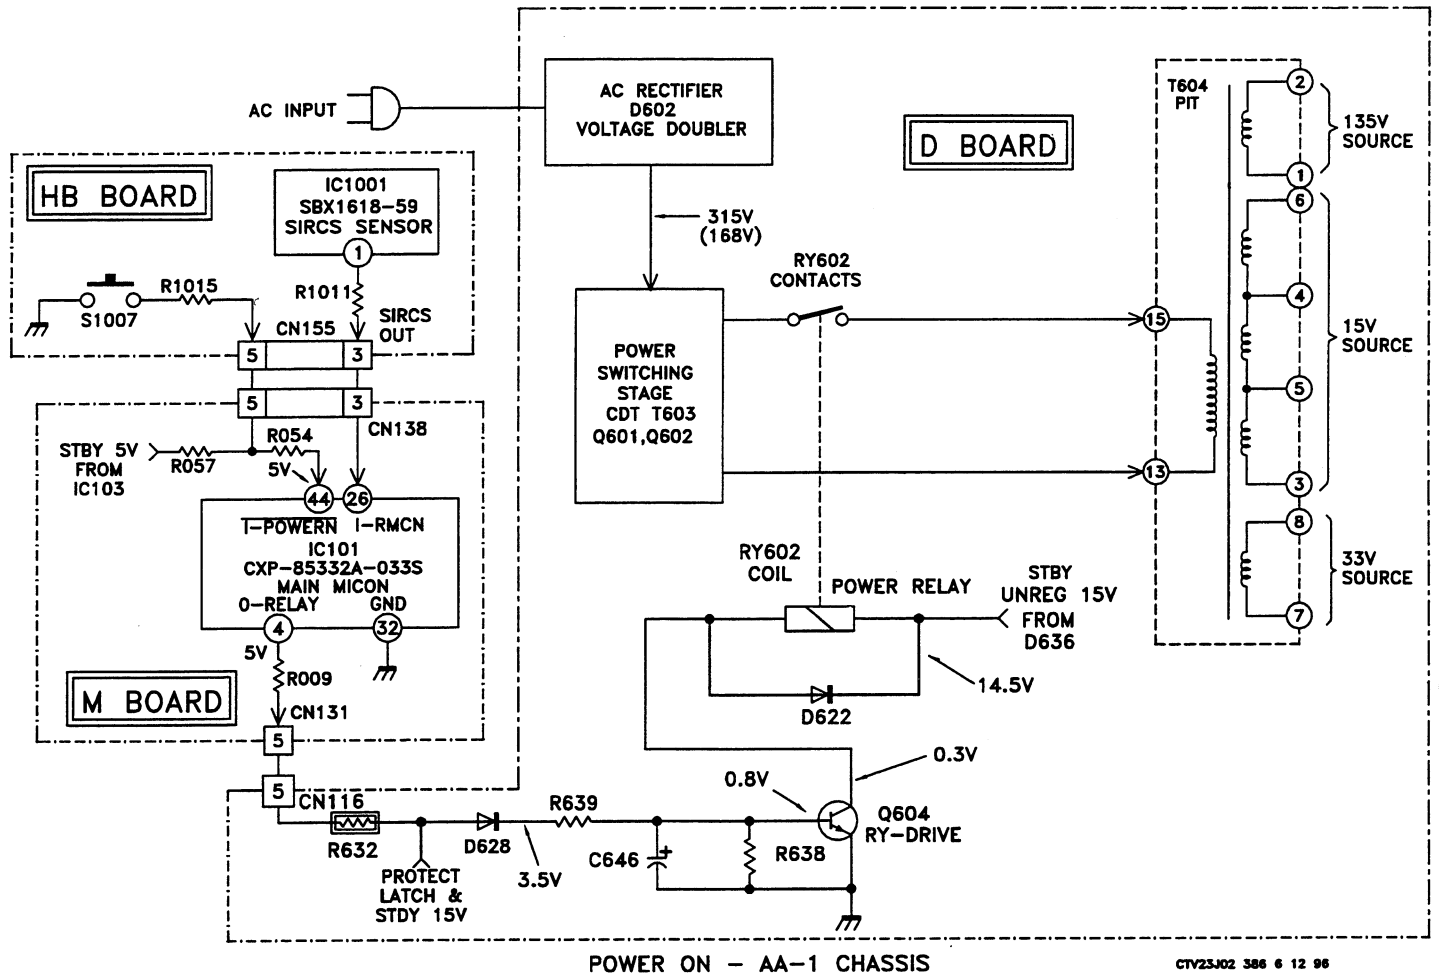 AC INPUT
AC RECTIFIER
D602
VOLTAGE DOUBLER
D BOARD
T604
PIT
2
135V
SOURCE
1
6
4
15V
SOURCE
5
3
8
33V
SOURCE
7
15
13
315V
(168V)
RY602
CONTACTS
POWER
SWITCHING
STAGE
CDT T603
Q601,Q602
HB BOARD
IC1001
SBX1618-59
SIRCS SENSOR
1
R1015
R1011
S1007
SIRCS
OUT
CN155
5
3
5
3
CN138
STBY 5V
FROM
IC103
R057
R054
5V
44
26
I-POWERN
I-RMCN
IC101
CXP-85332A-033S
MAIN MICON
O-RELAY
GND
4
32
5V
R009
M BOARD
CN131
5
5
CN116
R632
PROTECT
LATCH &
STDY 15V
D628
3.5V
R639
C646
+
R638
0.8V
Q604
RY-DRIVE
0.3V
RY602
COIL
POWER RELAY
STBY
UNREG 15V
FROM
D636
14.5V
D622
POWER ON - AA-1 CHASSIS
CTV23J02 386 6 12 96